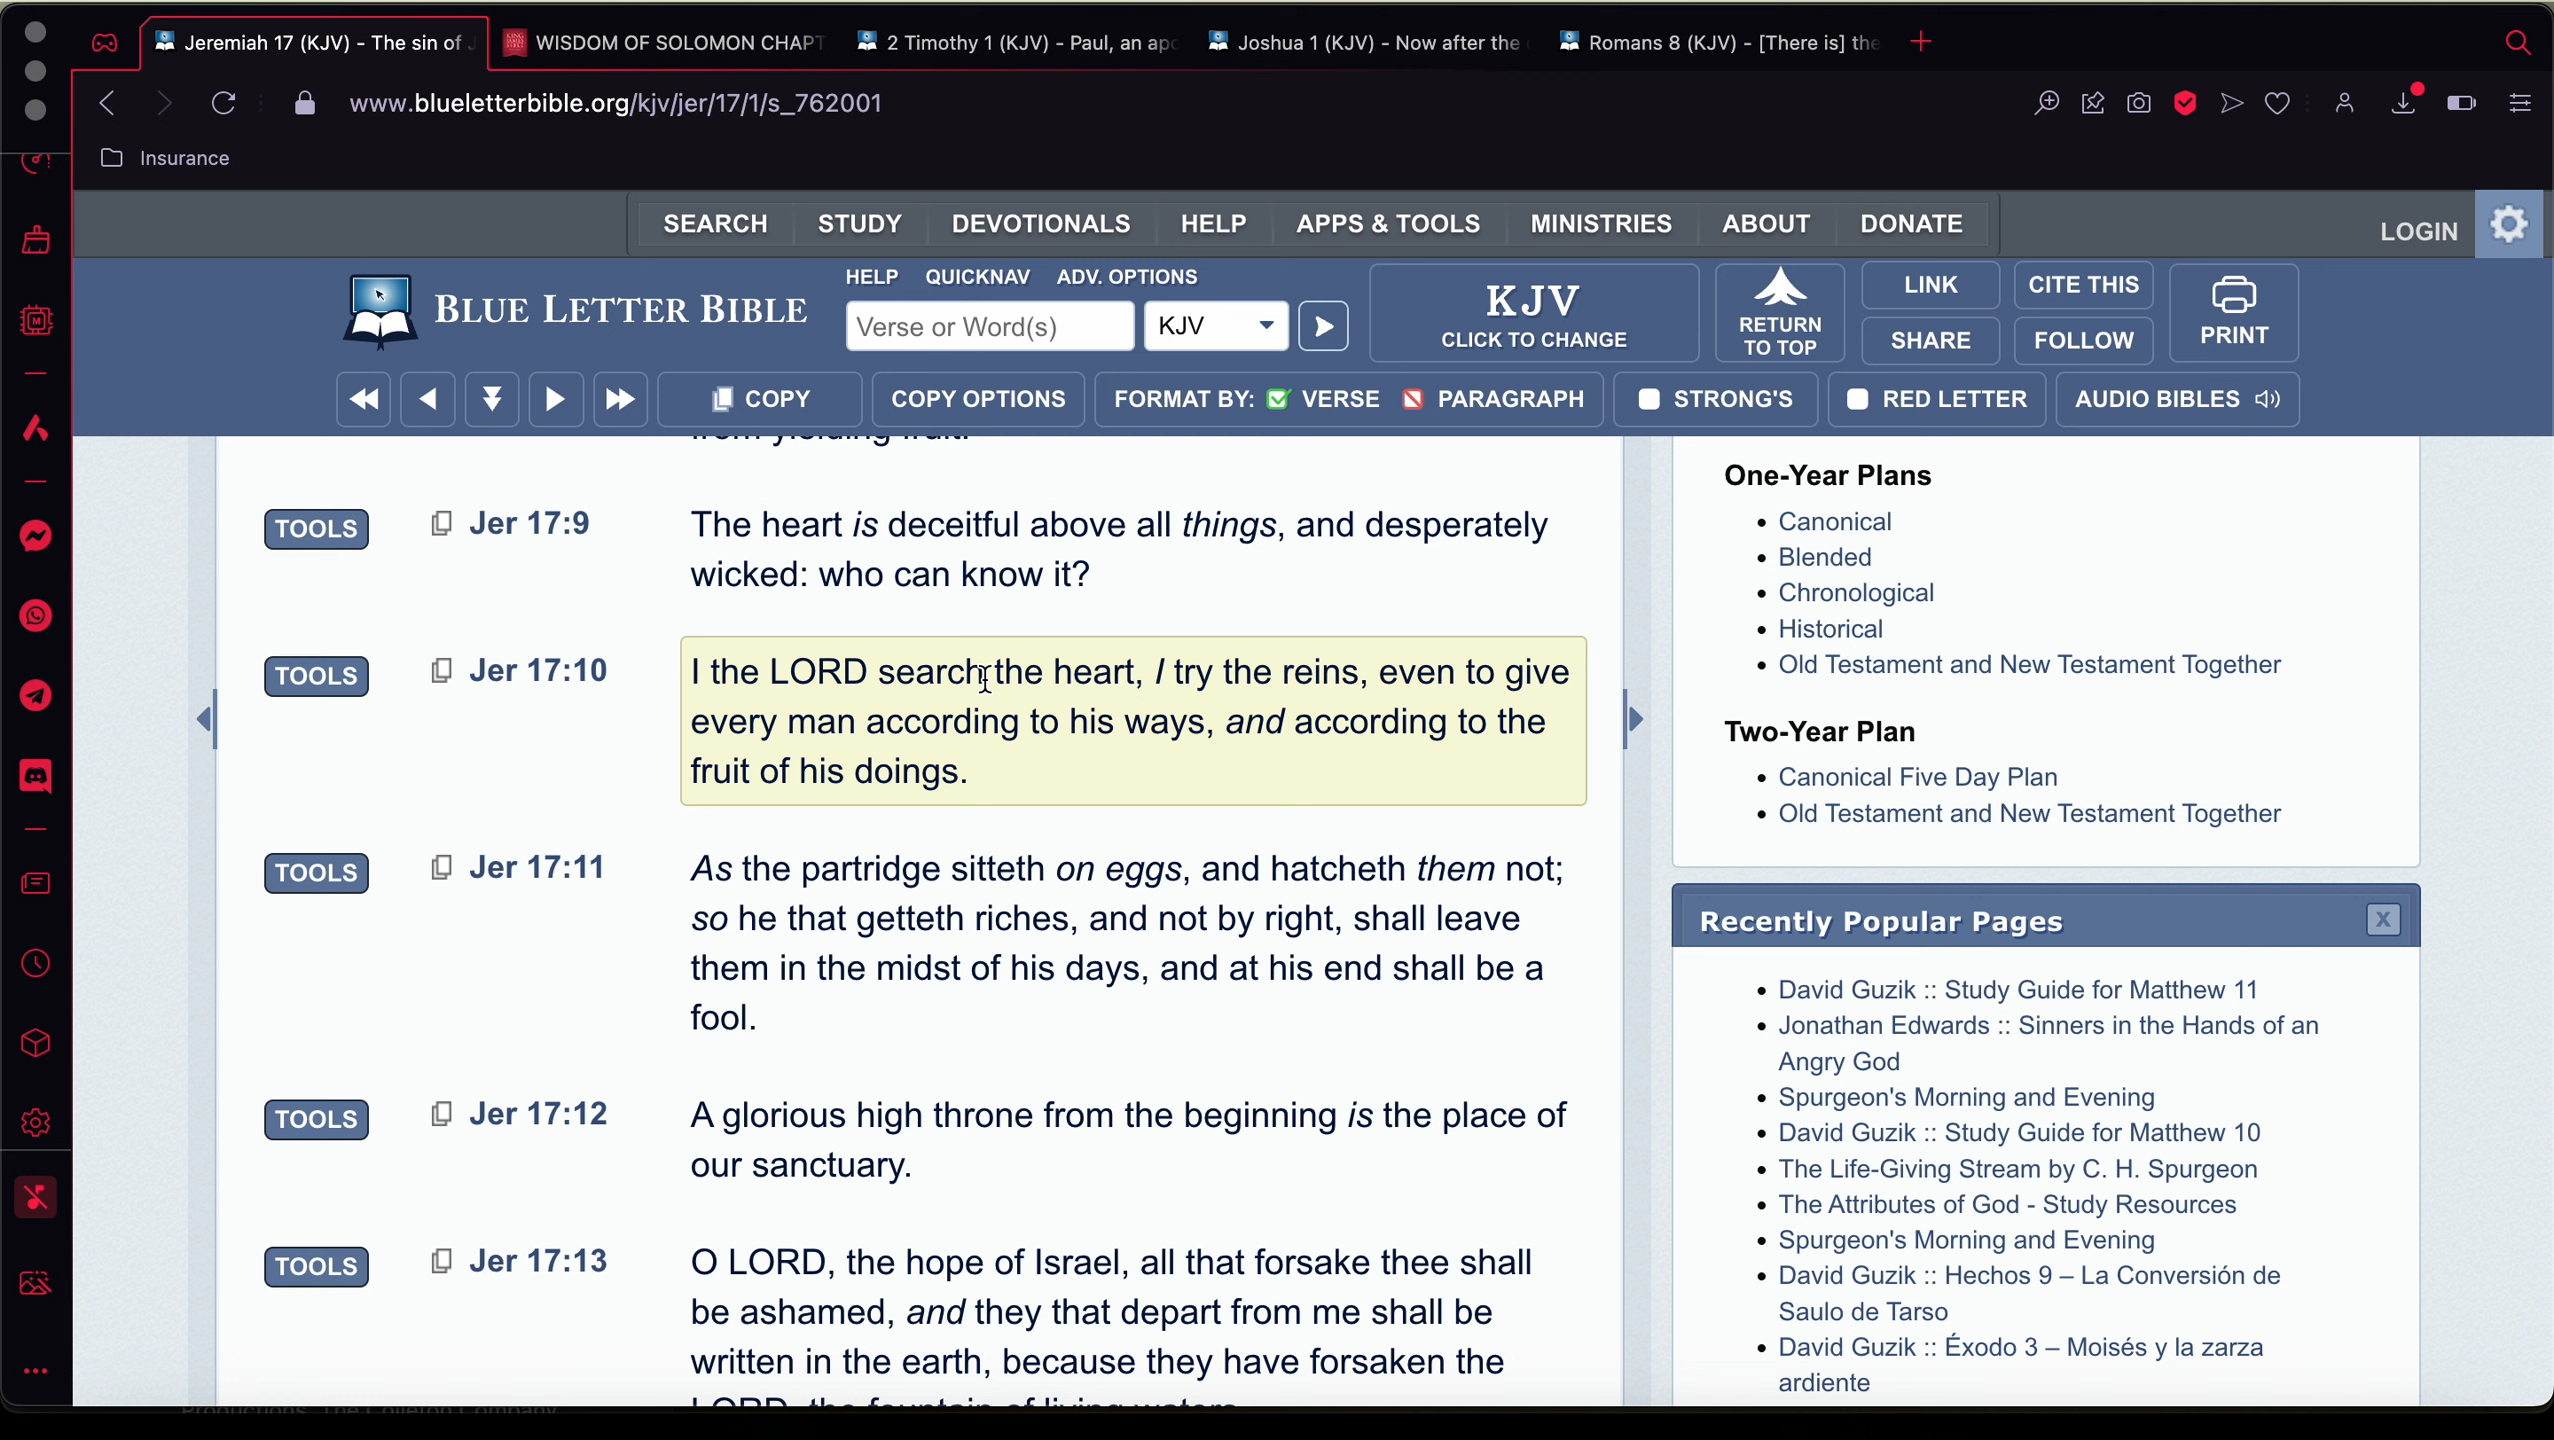 Jeremiah 17 (KJV) - The sin of
WISDOM OF SOLOMON CHAPT
2 Timothy 1 (KJV) - Paul, an apo
Joshua 1 (KJV) - Now after the
Romans 8 (KJV) - [There is] the
www.blueletterbible.org/kjv/jer/17/1/s_762001
Insurance
SEARCH STUDY DEVOTIONALS HELP APPS & TOOLS MINISTRIES ABOUT DONATE
LOGIN
BLUE LETTER BIBLE
HELP QUICKNAV ADV. OPTIONS
Verse or Word(s)
KJV
KJV
CLICK TO CHANGE
RETURN
TO TOP
LINK
CITE THIS
SHARE
FOLLOW
PRINT
COPY
COPY OPTIONS
FORMAT BY: VERSE PARAGRAPH
STRONG'S
RED LETTER
AUDIO BIBLES
from yielding fruit.
TOOLS
Jer 17:9
The heart is deceitful above all things, and desperately
wicked: who can know it?
TOOLS
Jer 17:10
I the LORD search the heart, I try the reins, even to give
every man according to his ways, and according to the
fruit of his doings.
TOOLS
Jer 17:11
As the partridge sitteth on eggs, and hatcheth them not;
so he that getteth riches, and not by right, shall leave
them in the midst of his days, and at his end shall be a
fool.
TOOLS
Jer 17:12
A glorious high throne from the beginning is the place of
our sanctuary.
TOOLS
Jer 17:13
O LORD, the hope of Israel, all that forsake thee shall
be ashamed, and they that depart from me shall be
written in the earth, because they have forsaken the
LORD, the fountain of living waters.
One-Year Plans
Canonical
Blended
Chronological
Historical
Old Testament and New Testament Together
Two-Year Plan
Canonical Five Day Plan
Old Testament and New Testament Together
Recently Popular Pages
X
David Guzik :: Study Guide for Matthew 11
Jonathan Edwards :: Sinners in the Hands of an
Angry God
Spurgeon's Morning and Evening
David Guzik :: Study Guide for Matthew 10
The Life-Giving Stream by C. H. Spurgeon
The Attributes of God - Study Resources
Spurgeon's Morning and Evening
David Guzik :: Hechos 9 – La Conversión de
Saulo de Tarso
David Guzik :: Éxodo 3 – Moisés y la zarza
ardiente